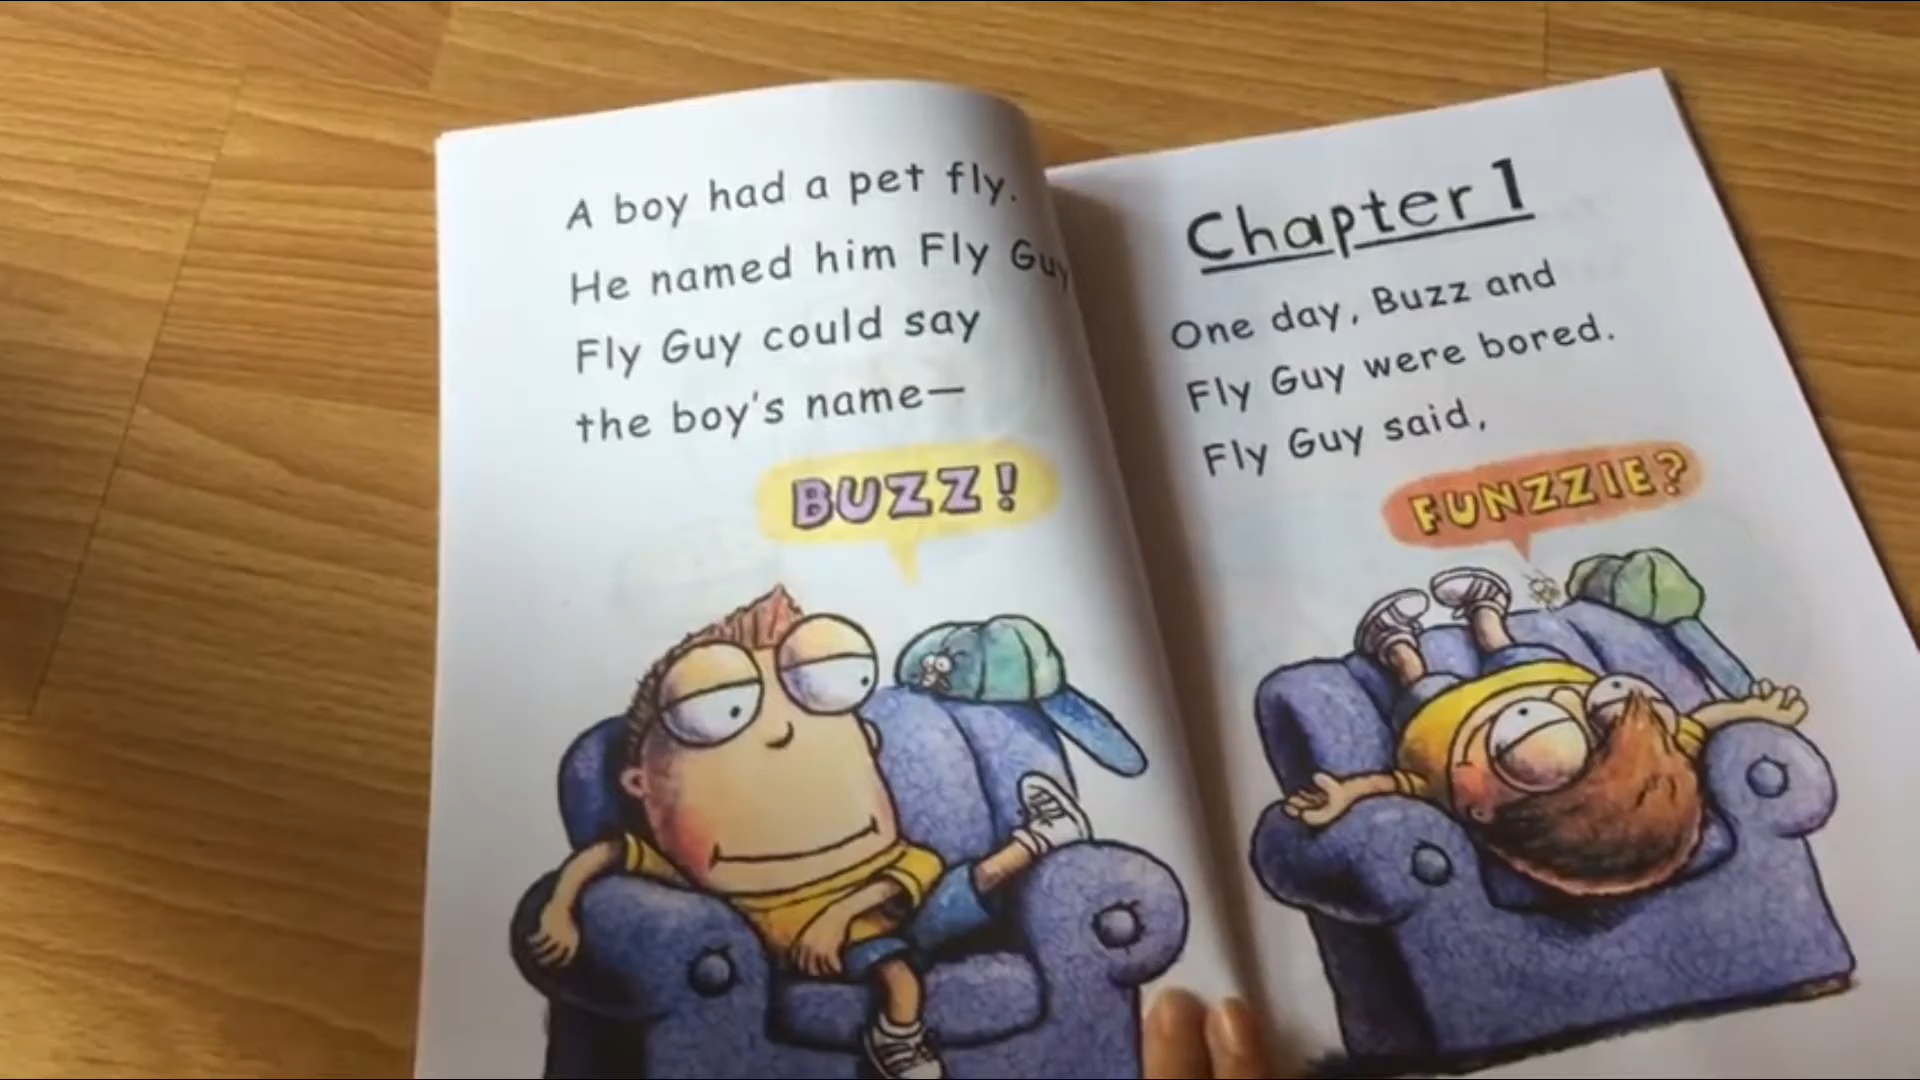 A boy had a pet fly.
He named him Fly Guy
Fly Guy could say
the boy's name—
BUZZ!
Chapter 1
One day, Buzz and
Fly Guy were bored.
Fly Guy said,
FUNZZIE?